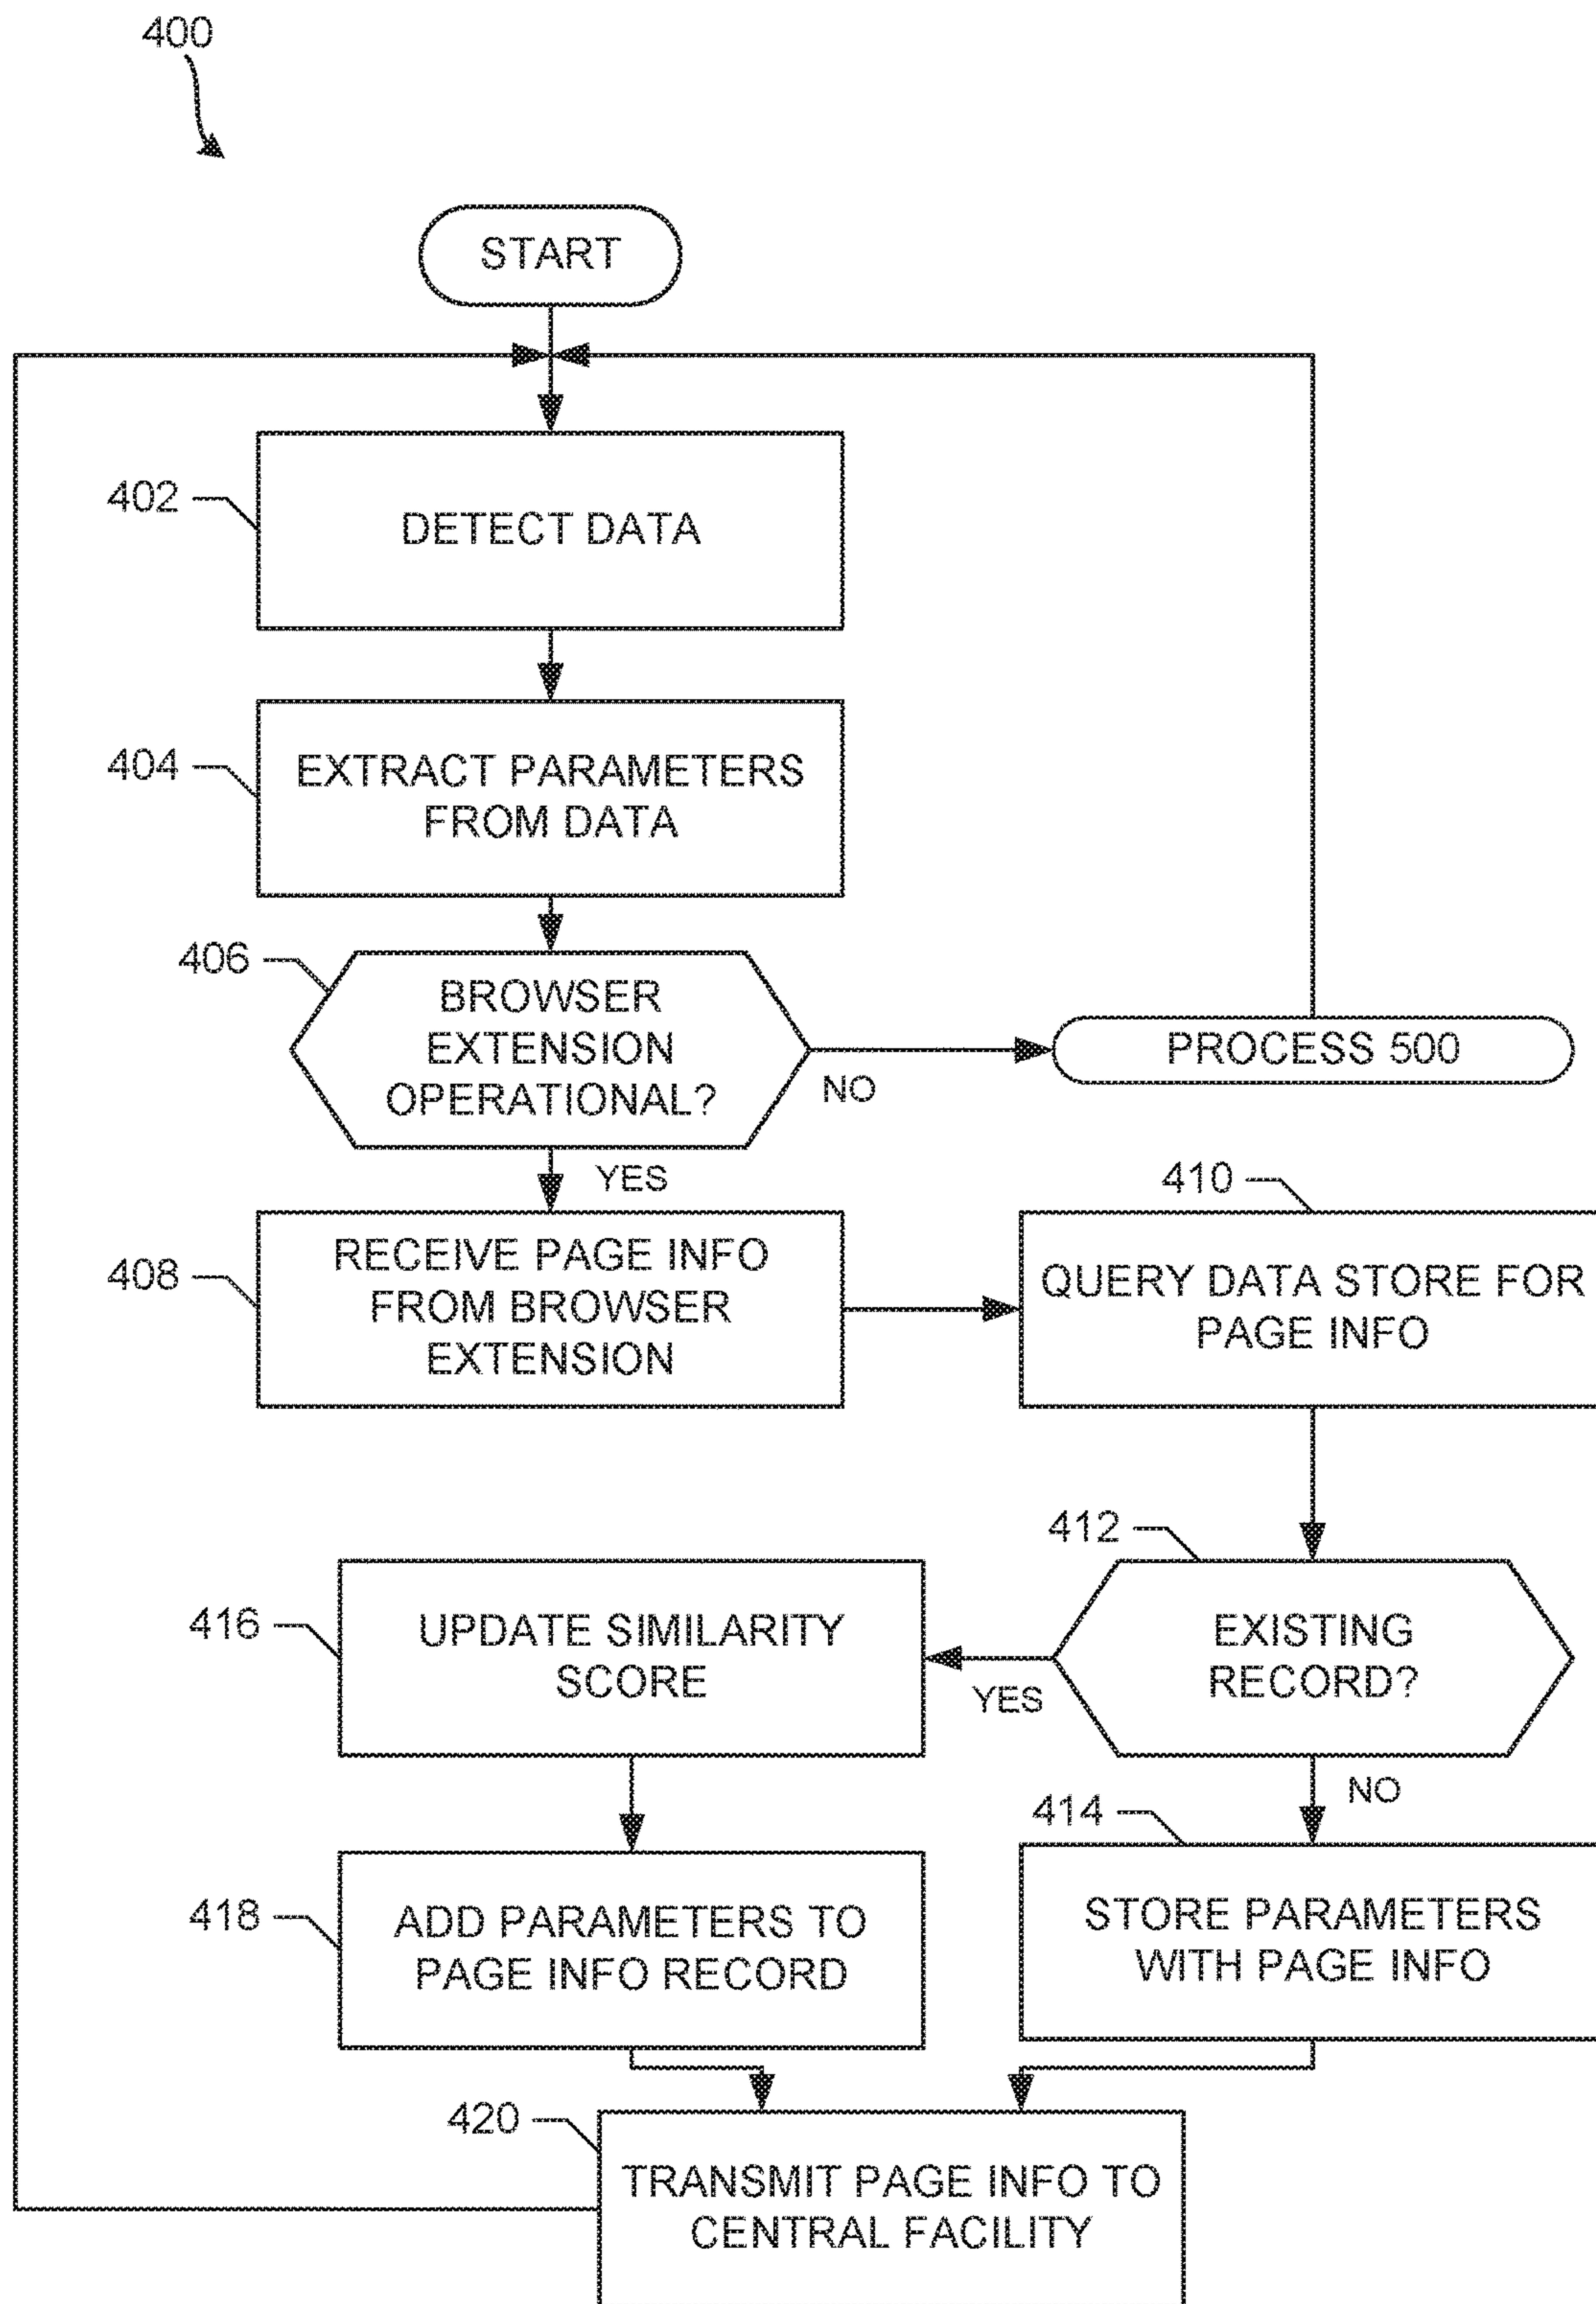 400
START
402
DETECT DATA
404
EXTRACT PARAMETERS
FROM DATA
406
BROWSER
EXTENSION
OPERATIONAL?
NO
PROCESS 500
YES
408
RECEIVE PAGE INFO
FROM BROWSER
EXTENSION
410
QUERY DATA STORE FOR
PAGE INFO
412
EXISTING
RECORD?
YES
NO
416
UPDATE SIMILARITY
SCORE
414
STORE PARAMETERS
WITH PAGE INFO
418
ADD PARAMETERS TO
PAGE INFO RECORD
420
TRANSMIT PAGE INFO TO
CENTRAL FACILITY